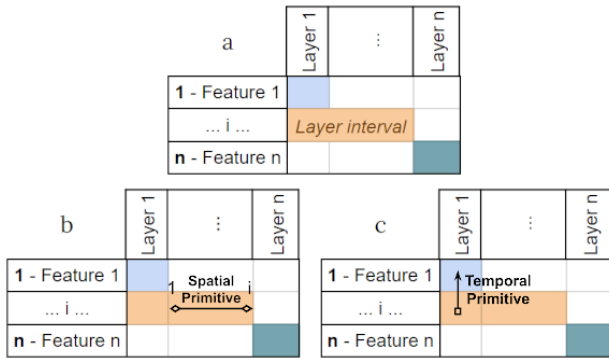 a
Layer 1
⋮
Layer n
1 - Feature 1
... i ...
Layer interval
n - Feature n
b
Layer 1
⋮
Layer n
1 - Feature 1
... i ...
n - Feature n
1
Spatial
Primitive
i
c
Layer 1
⋮
Layer n
1 - Feature 1
... i ...
n - Feature n
Temporal
Primitive